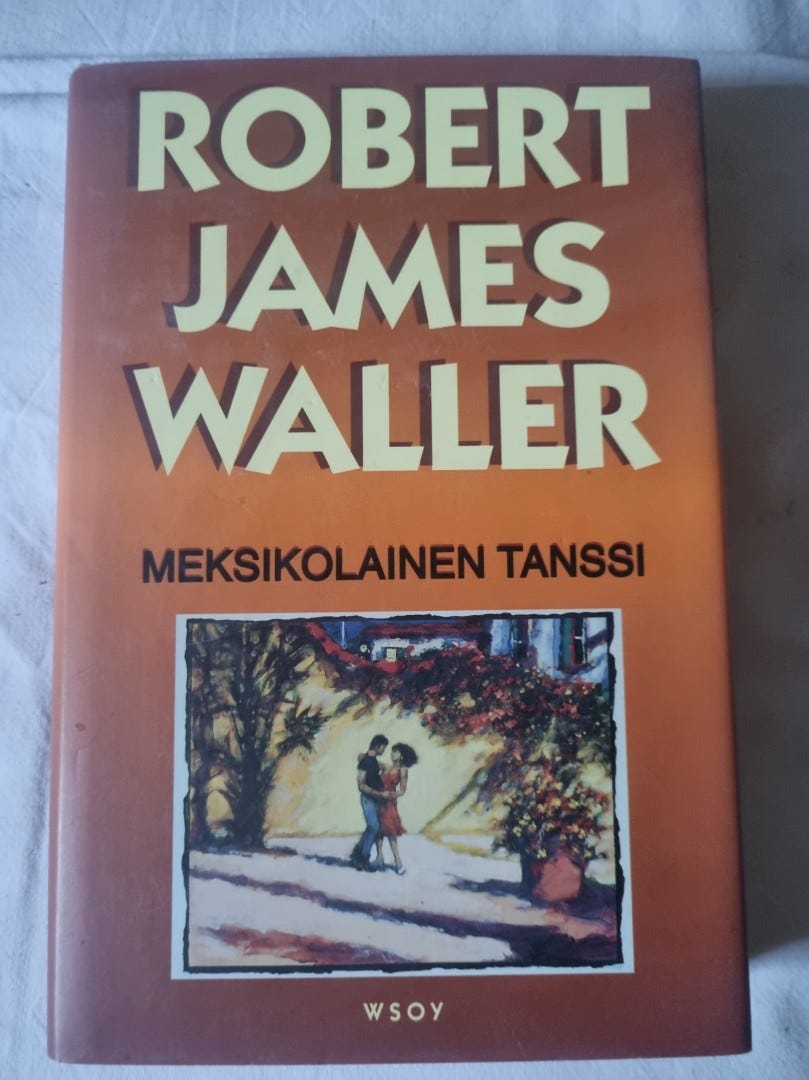 ROBERT
JAMES
WALLER
MEKSIKOLAINEN TANSSI
WSOY